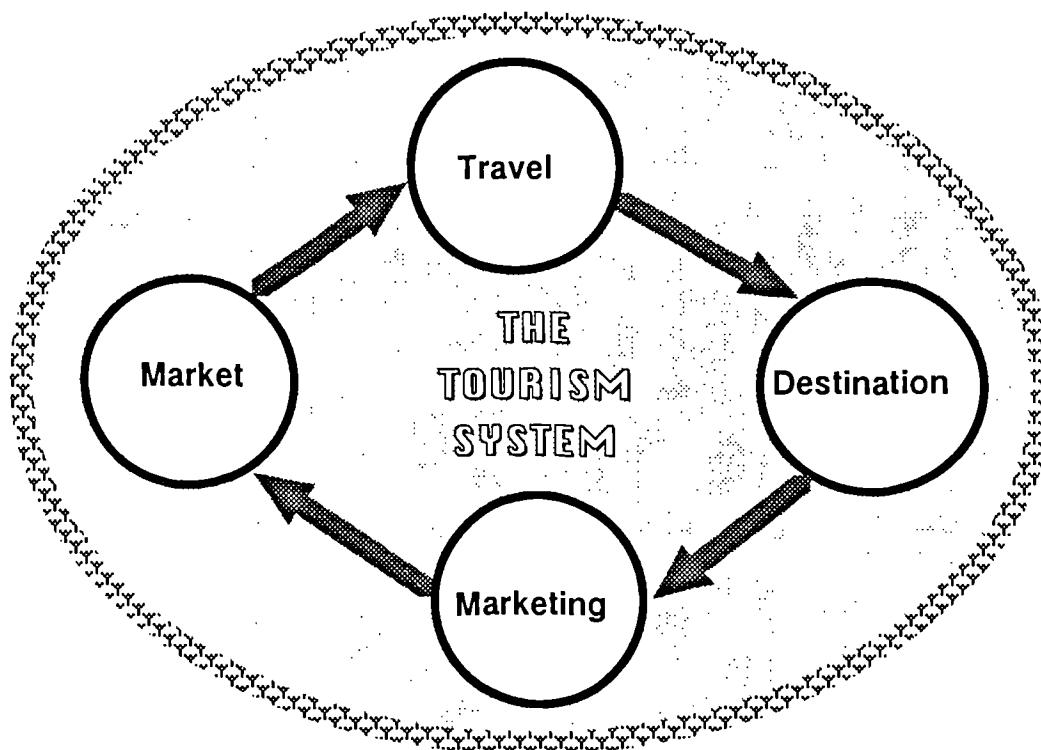 Travel
THE
TOURISM
SYSTEM
Market
Destination
Marketing